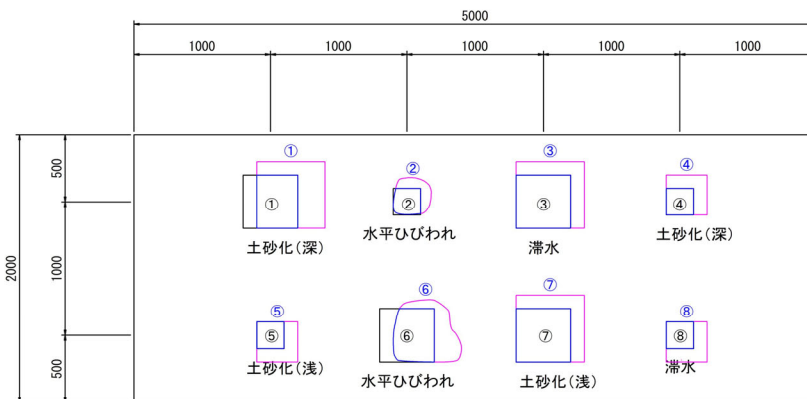 5000
1000 1000 1000 1000 1000
① ② ③ ④
500
① ② ③ ④
土砂化(深) 水平ひびわれ 滞水 土砂化(深)
2000
1000
⑤ ⑥ ⑦ ⑧
⑤ ⑥ ⑦ ⑧
500
土砂化(浅) 水平ひびわれ 土砂化(浅) 滞水